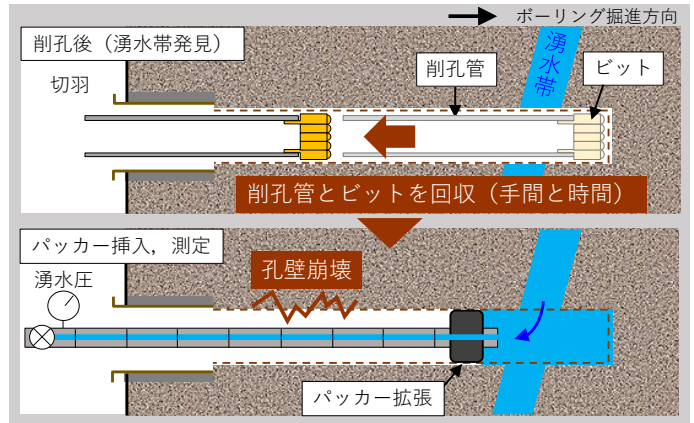 ボーリング掘進方向
削孔後（湧水帯発見）
切羽
削孔管
湧水帯
ビット
削孔管とビットを回収（手間と時間）
パッカー挿入，測定
湧水圧
孔壁崩壊
パッカー拡張